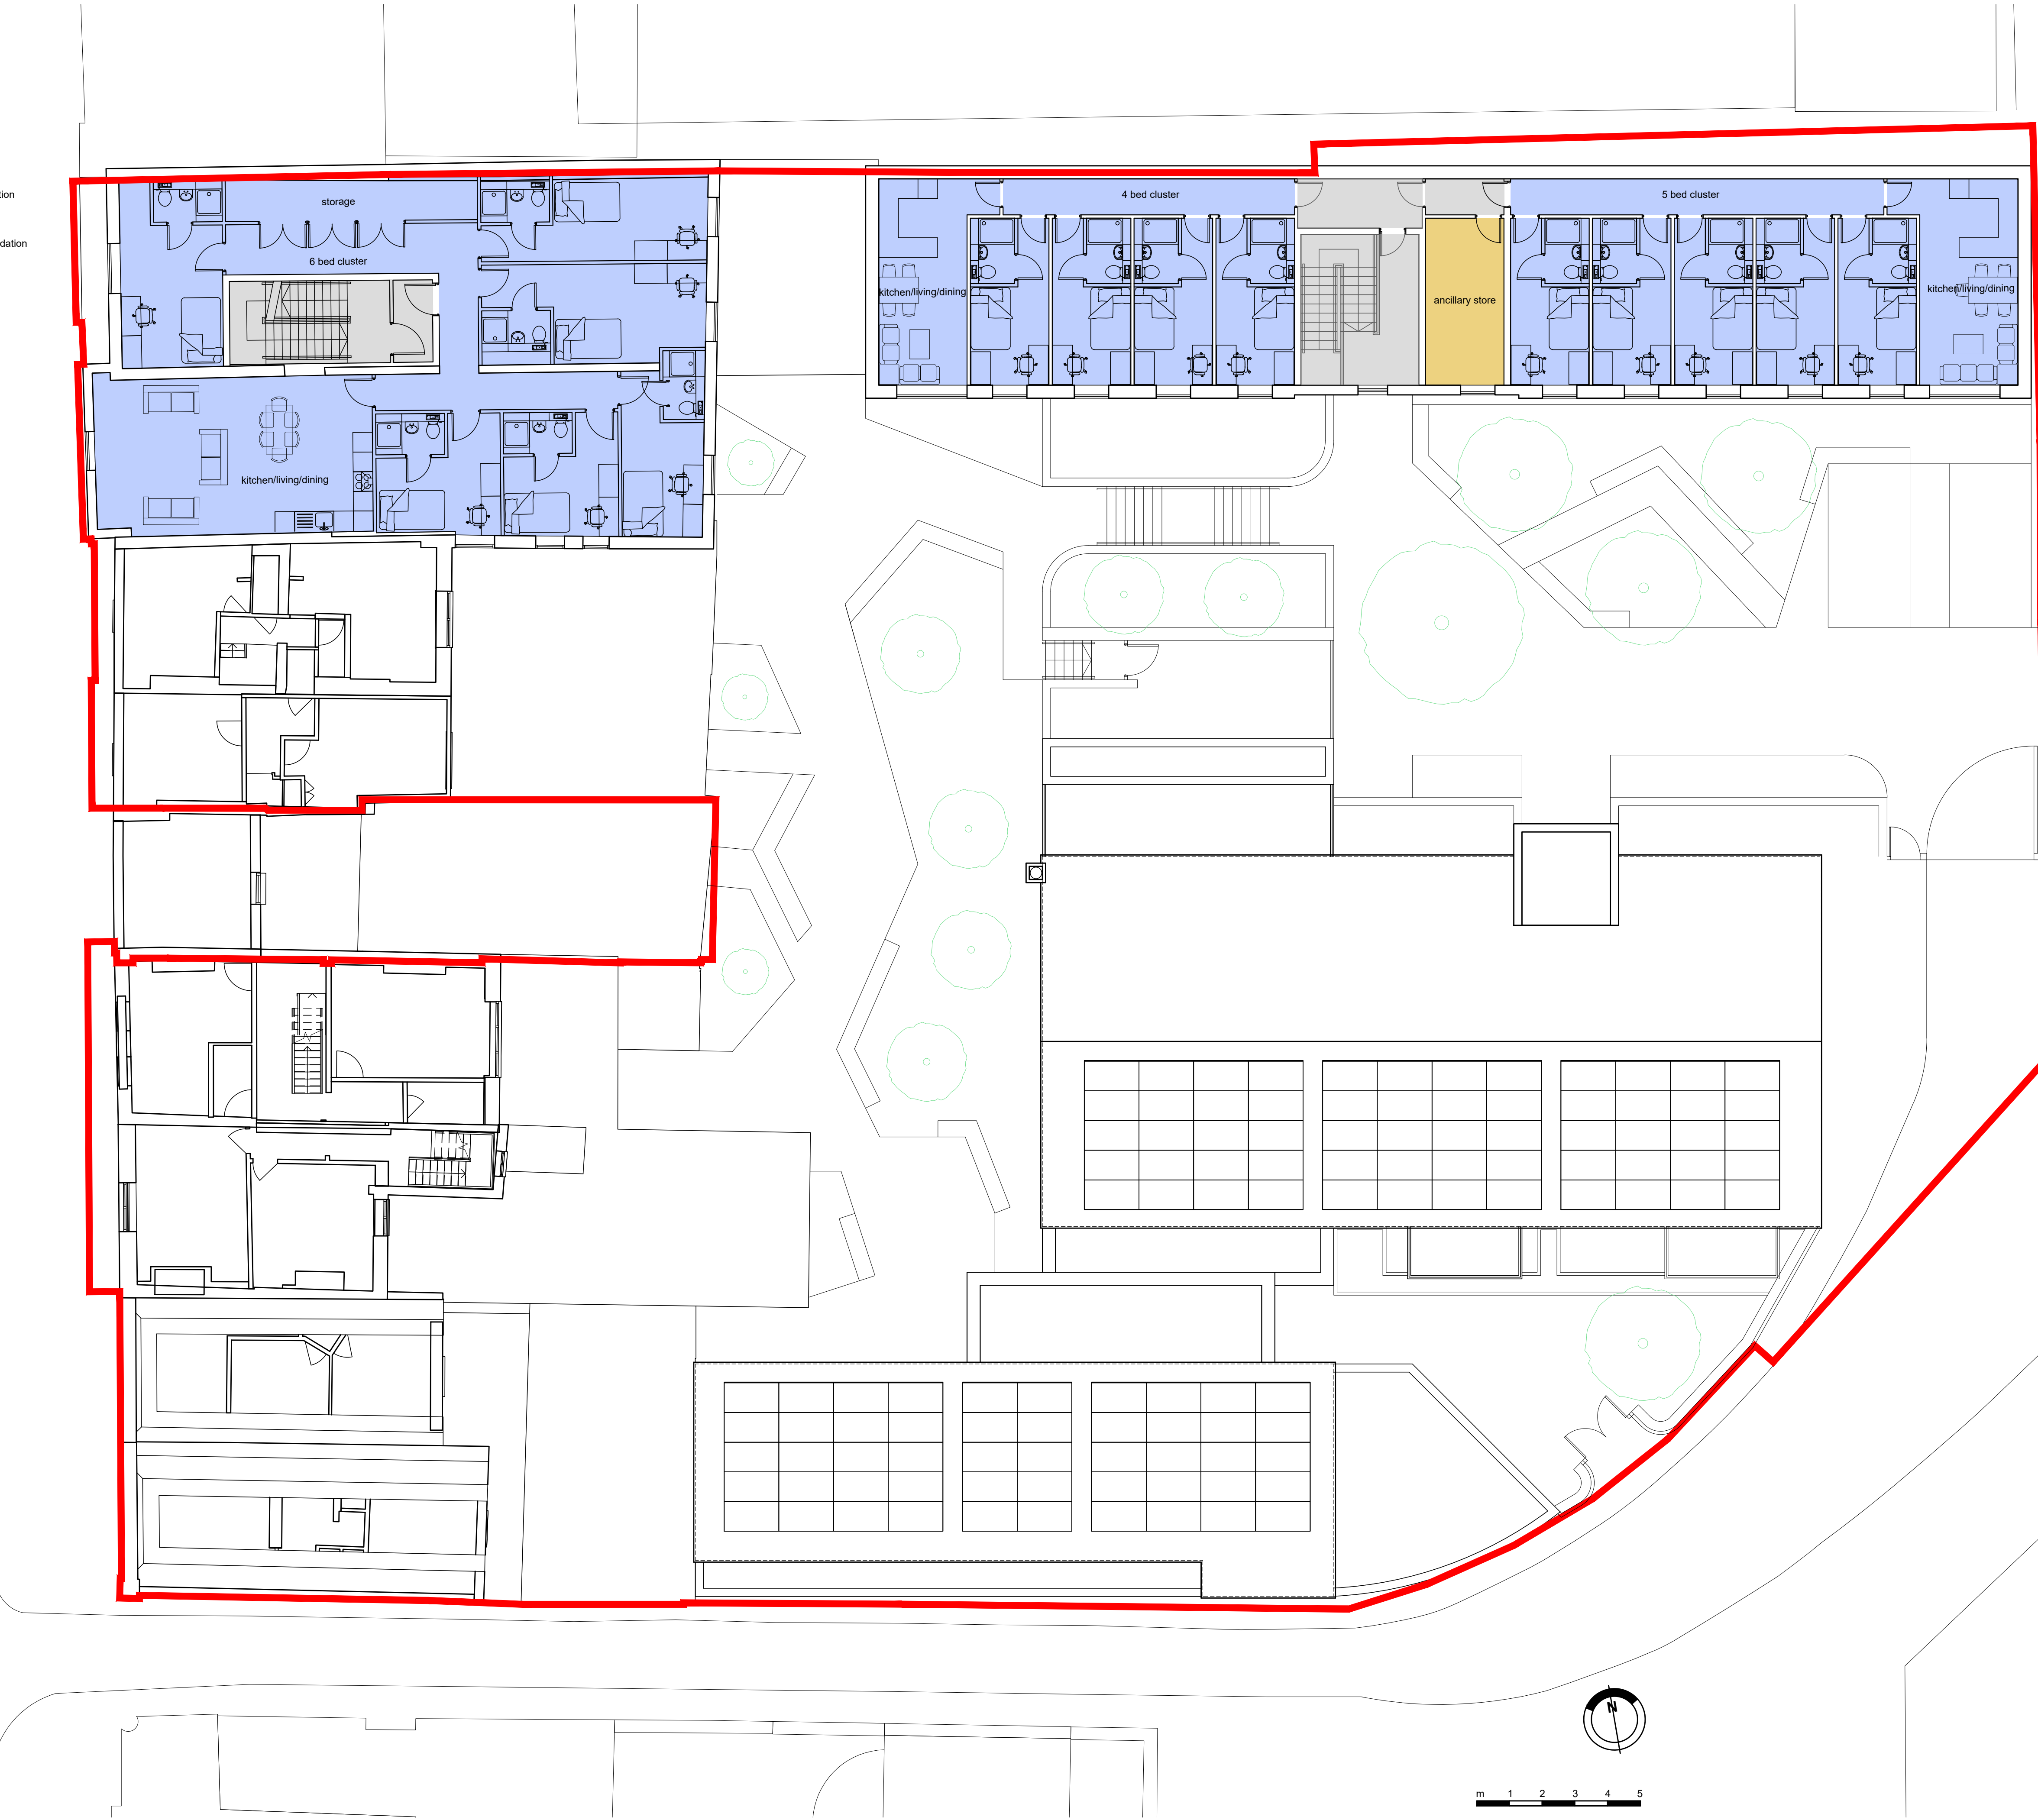 tion
dation
storage
6 bed cluster
kitchen/living/dining
4 bed cluster
5 bed cluster
kitchen/living/dining
ancillary store
kitchen/living/dining
N
m 1 2 3 4 5